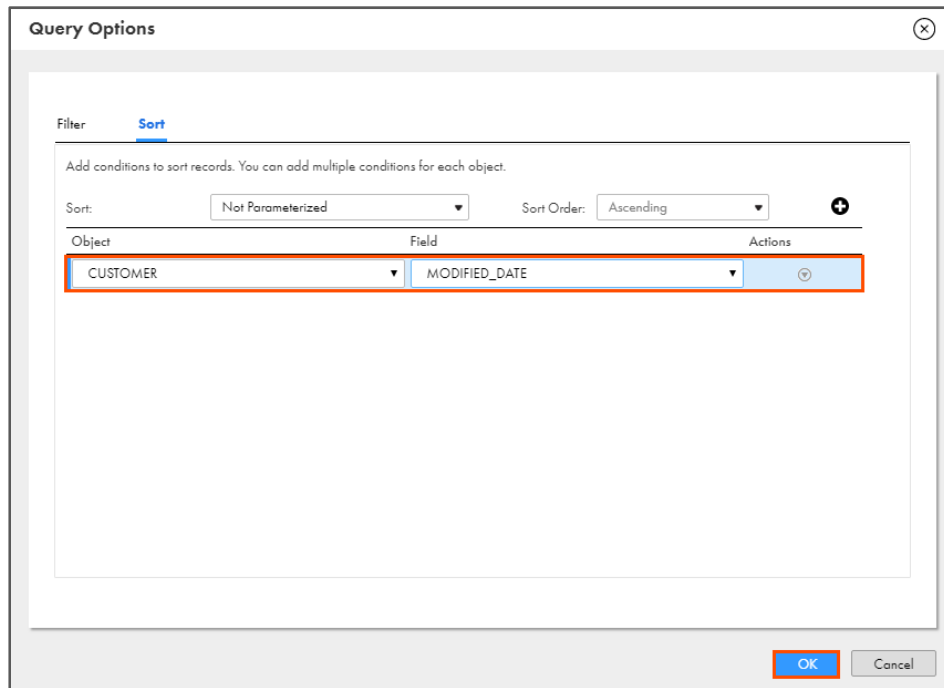 Query Options
Filter Sort
Add conditions to sort records. You can add multiple conditions for each object.
Sort: Not Parameterized Sort Order: Ascending
Object Field Actions
CUSTOMER MODIFIED_DATE
OK Cancel